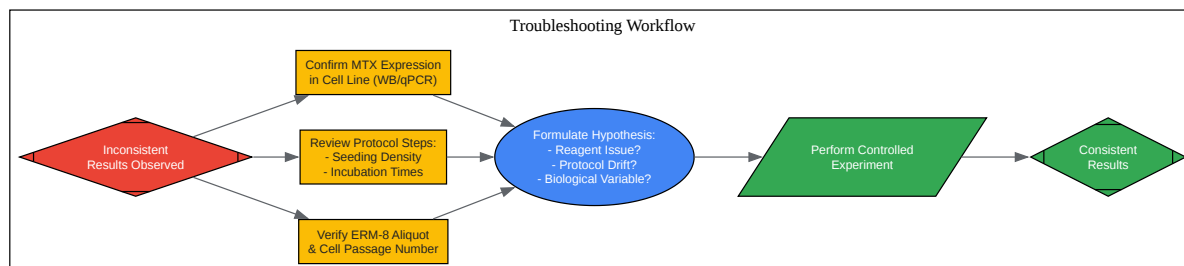 Troubleshooting Workflow
Confirm MTX Expression
in Cell Line (WB/qPCR)
Inconsistent
Results Observed
Review Protocol Steps:
- Seeding Density
- Incubation Times
Verify ERM-8 Aliquot
& Cell Passage Number
Formulate Hypothesis:
- Reagent Issue?
- Protocol Drift?
- Biological Variable?
Perform Controlled
Experiment
Consistent
Results